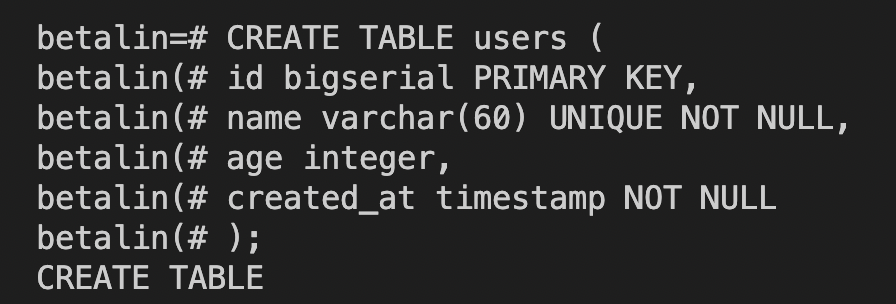 betalin=# CREATE TABLE users (
betalin(# id bigserial PRIMARY KEY,
betalin(# name varchar(60) UNIQUE NOT NULL,
betalin(# age integer,
betalin(# created_at timestamp NOT NULL
betalin(# );
CREATE TABLE